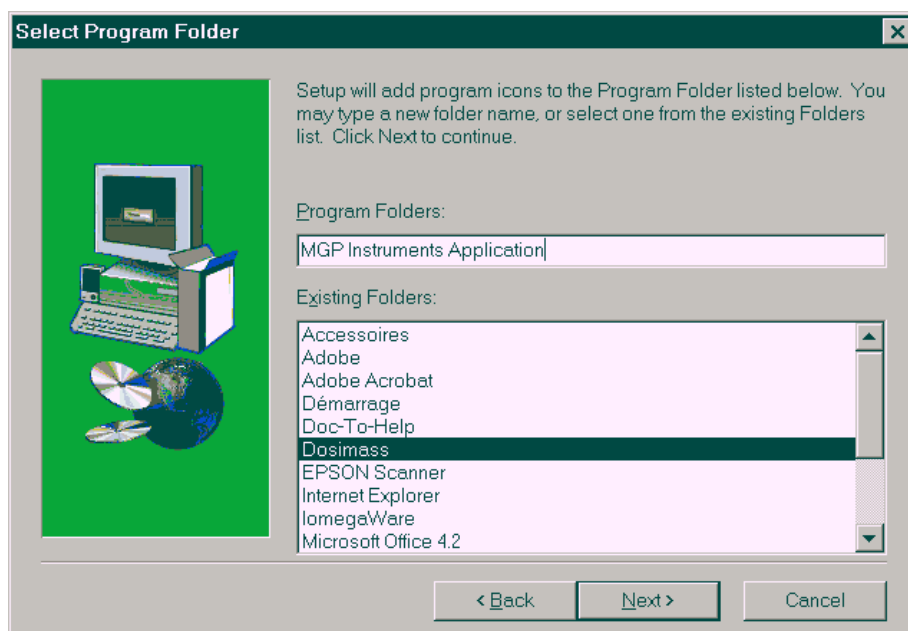 Select Program Folder
Setup will add program icons to the Program Folder listed below. You
may type a new folder name, or select one from the existing Folders
list. Click Next to continue.
Program Folders:
MGP Instruments Application
Existing Folders:
Accessoires
Adobe
Adobe Acrobat
Démarrage
Doc-To-Help
Dosimass
EPSON Scanner
Internet Explorer
IomegaWare
Microsoft Office 4.2
< Back
Next >
Cancel